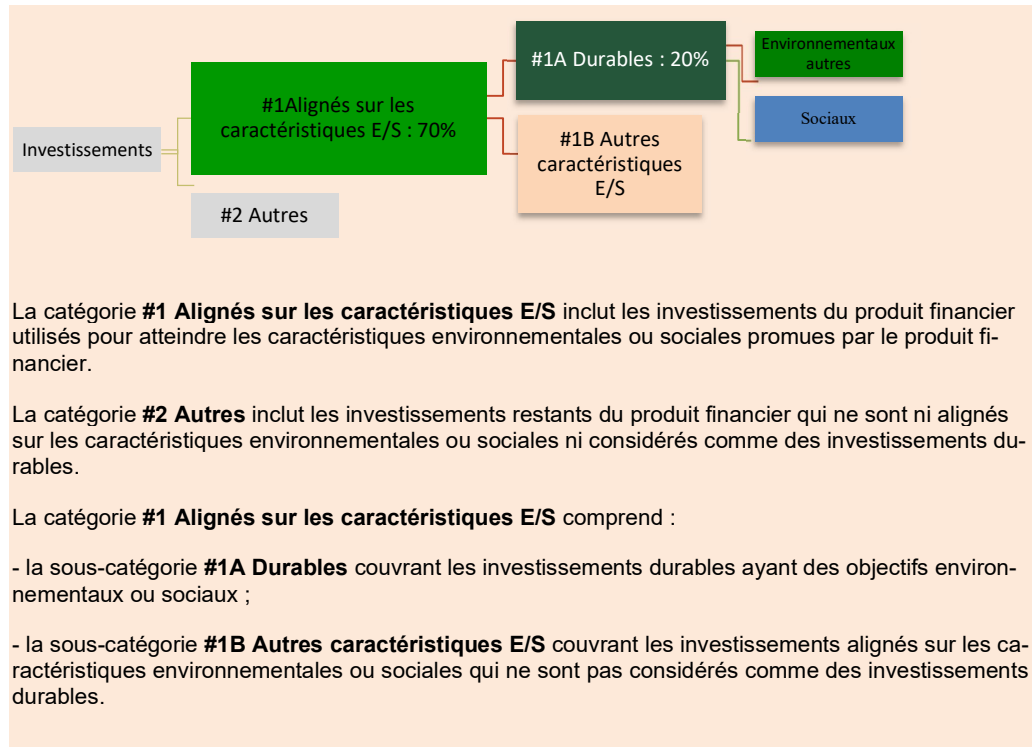 Investissements
#1Alignés sur les
caractéristiques E/S : 70%
#2 Autres
#1A Durables : 20%
#1B Autres
caractéristiques
E/S
Environnementaux
autres
Sociaux
La catégorie #1 Alignés sur les caractéristiques E/S inclut les investissements du produit financier
utilisés pour atteindre les caractéristiques environnementales ou sociales promues par le produit fi-
nancier.
La catégorie #2 Autres inclut les investissements restants du produit financier qui ne sont ni alignés
sur les caractéristiques environnementales ou sociales ni considérés comme des investissements du-
rables.
La catégorie #1 Alignés sur les caractéristiques E/S comprend :
- la sous-catégorie #1A Durables couvrant les investissements durables ayant des objectifs environ-
nementaux ou sociaux ;
- la sous-catégorie #1B Autres caractéristiques E/S couvrant les investissements alignés sur les ca-
ractéristiques environnementales ou sociales qui ne sont pas considérés comme des investissements
durables.